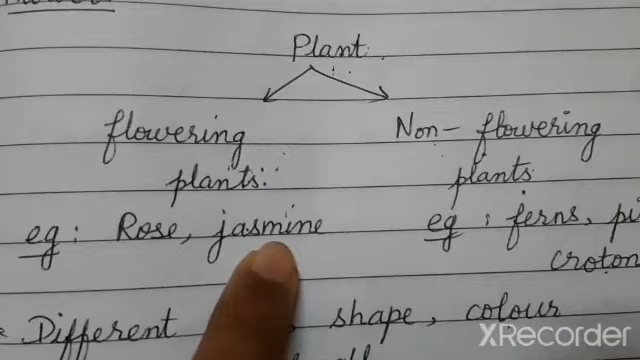 Plant
flowering Non-flowering
plants: plants
eg: Rose, jasmine eg: ferns,
croton
Different shape, colour
XRecorder